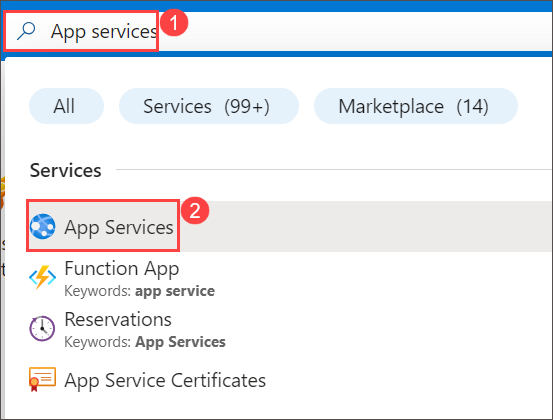 App services
1
All
Services (99+)
Marketplace (14)
Services
2
App Services
Function App
Keywords: app service
Reservations
Keywords: App Services
App Service Certificates